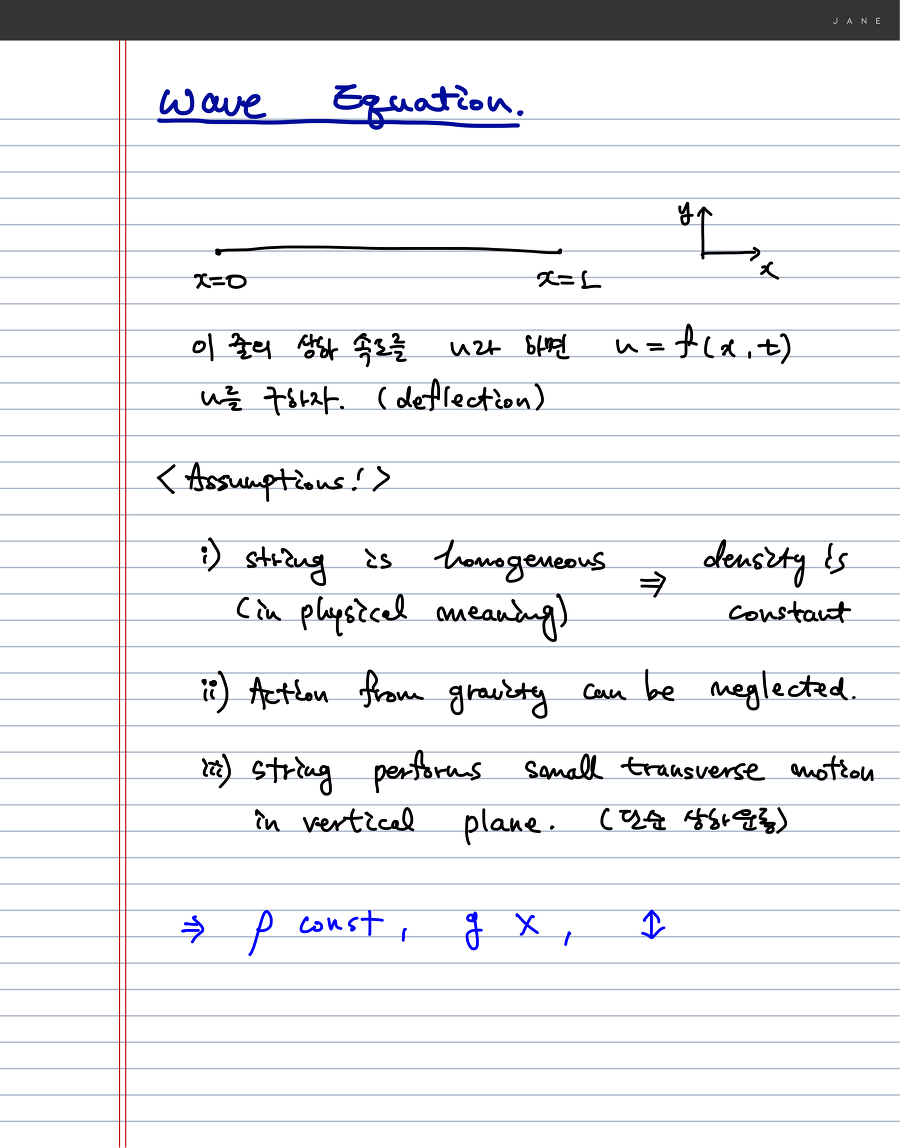 JANE
Wave Equation.
y
x
x=0 x=L
이 줄의 상하 속도를 u라 하면 u = f(x, t)
u를 구하자. (deflection)
<Assumptions!>
i) string is homogeneous ⇒ density is
(in physical meaning) constant
ii) Action from gravity can be neglected.
iii) string performs small transverse motion
in vertical plane. (단순 상하운동)
⇒ ρ const, g x, ↕